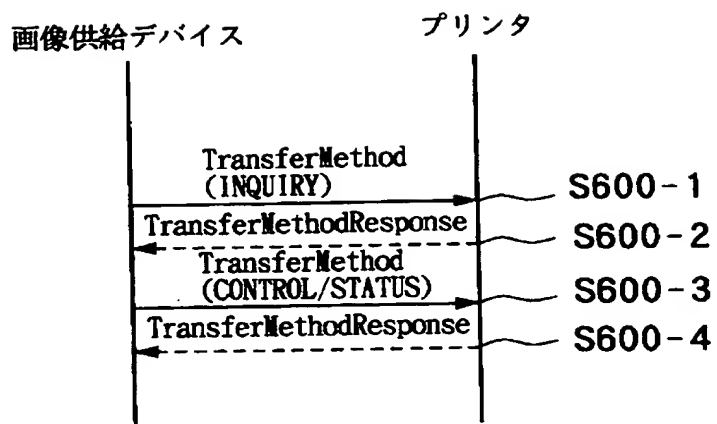 画像供給デバイス
プリンタ
TransferMethod
(INQUIRY)
S600-1
TransferMethodResponse
S600-2
TransferMethod
(CONTROL/STATUS)
S600-3
TransferMethodResponse
S600-4